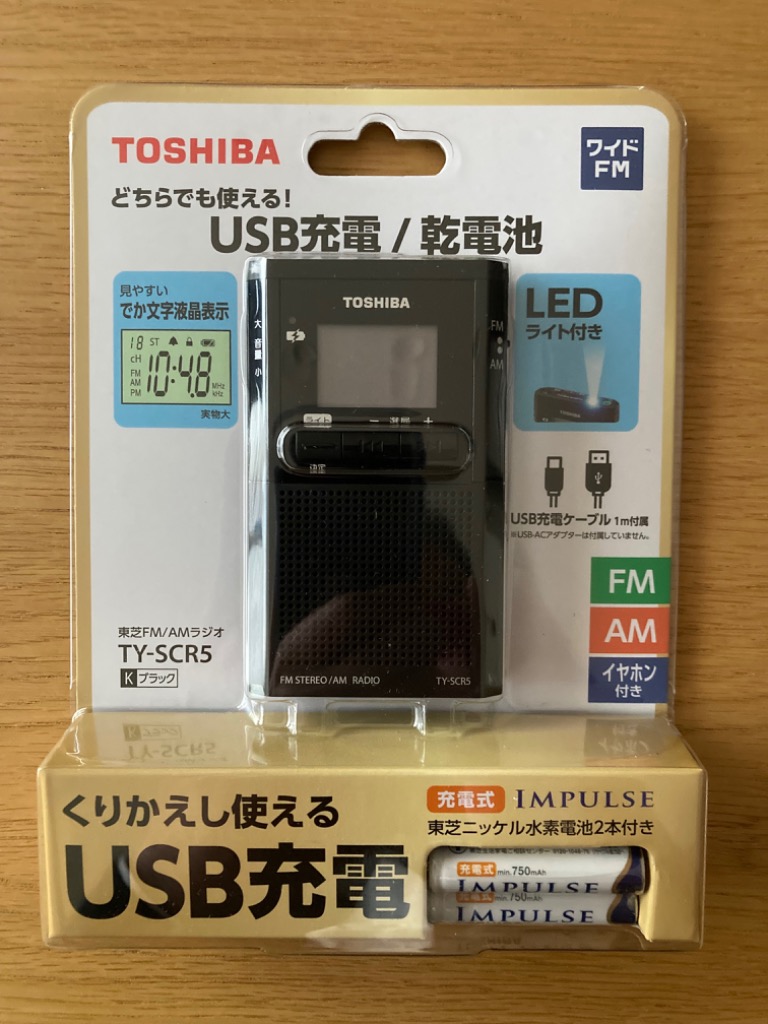 TOSHIBA
ワイド
FM
どちらでも使える!
USB充電 / 乾電池
見やすい
でか文字液晶表示
18 ST
CH
FM
AM
PM
10:48
MHz
kHz
実物大
TOSHIBA
大
音量
小
FM
AM
ライト
− 選局 +
決定
LED
ライト付き
USB充電ケーブル 1m付属
※USB-ACアダプターは付属していません。
FM
AM
イヤホン
付き
東芝FM/AMラジオ
TY-SCR5
K ブラック
FM STEREO/AM RADIO
TY-SCR5
くりかえし使える
USB充電
充電式 IMPULSE
東芝ニッケル水素電池2本付き
充電式 min.750mAh
IMPULSE
充電式 min.750mAh
IMPULSE